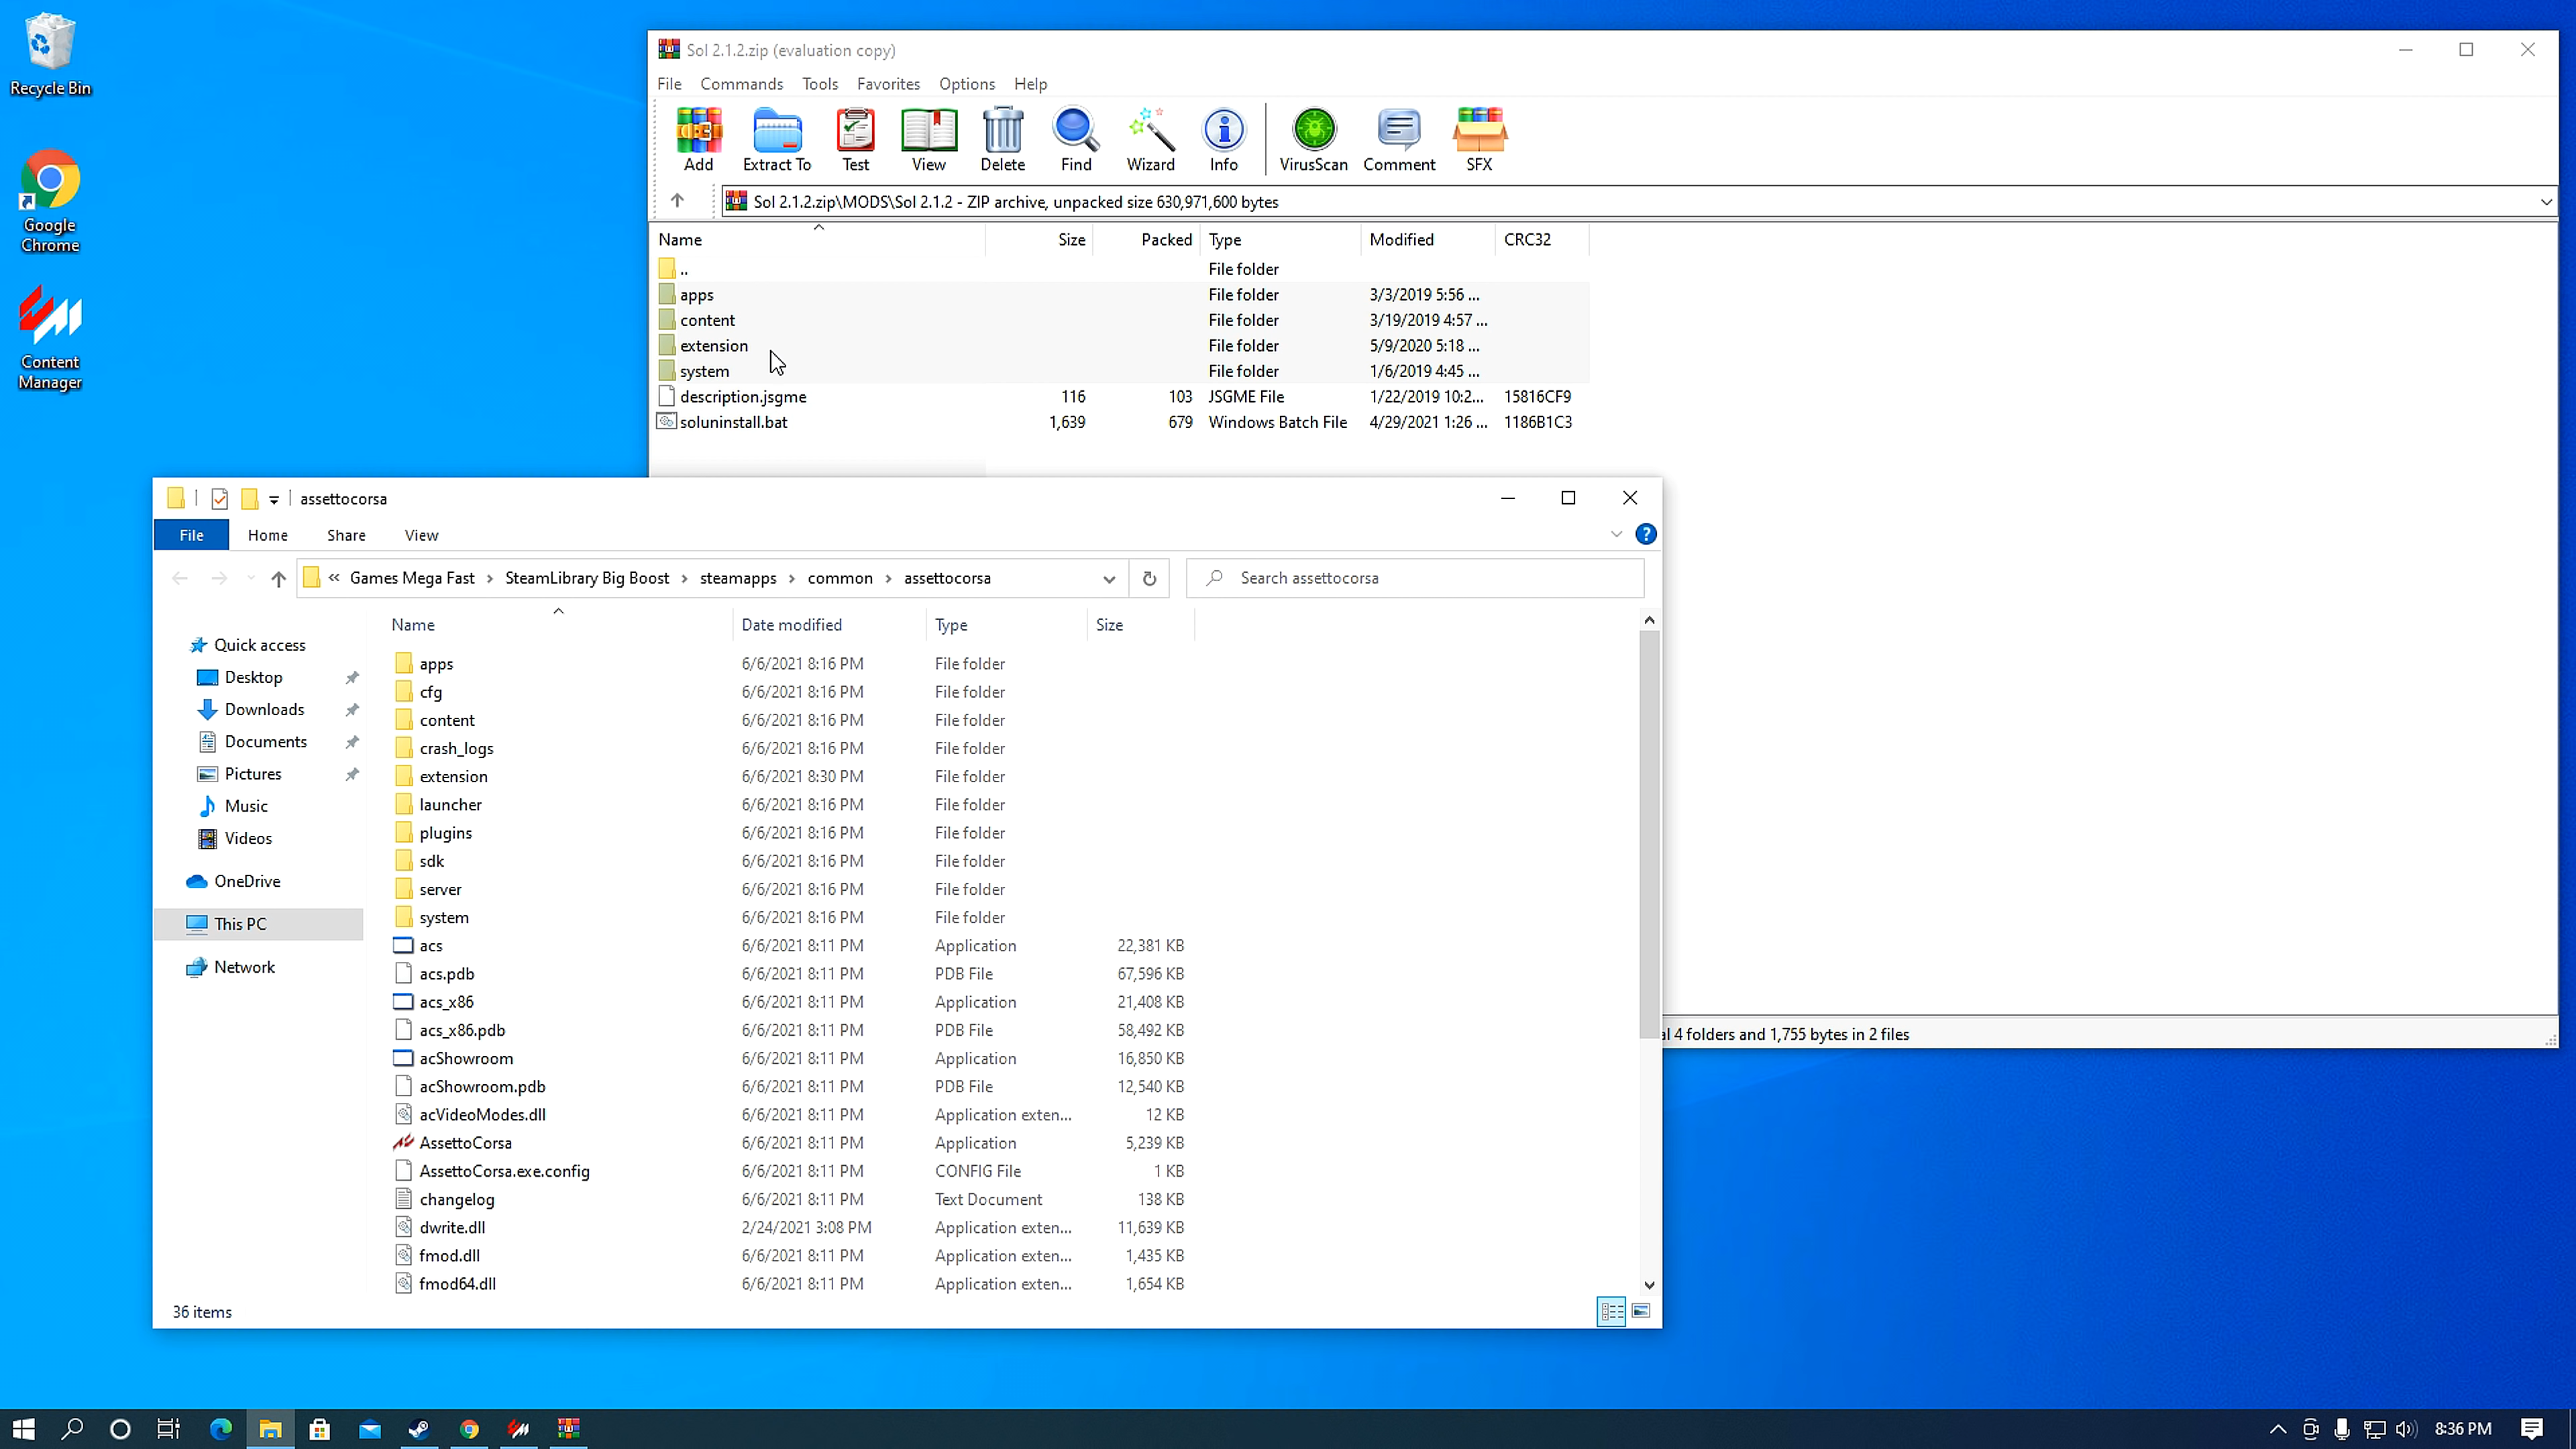 Recycle Bin
Google
Chrome
Content
Manager
Sol 2.1.2.zip (evaluation copy)
File Commands Tools Favorites Options Help
Add Extract To Test View Delete Find Wizard Info VirusScan Comment SFX
Sol 2.1.2.zip\MODS\Sol 2.1.2 - ZIP archive, unpacked size 630,971,600 bytes
Name Size Packed Type Modified CRC32
.. File folder
apps File folder 3/3/2019 5:56 ...
content File folder 3/19/2019 4:57 ...
extension File folder 5/9/2020 5:18 ...
system File folder 1/6/2019 4:45 ...
description.jsgme 116 103 JSGME File 1/22/2019 10:2... 15816CF9
soluninstall.bat 1,639 679 Windows Batch File 4/29/2021 1:26 ... 1186B1C3
al 4 folders and 1,755 bytes in 2 files
assettocorsa
File Home Share View
« Games Mega Fast › SteamLibrary Big Boost › steamapps › common › assettocorsa
Search assettocorsa
Quick access
Desktop
Downloads
Documents
Pictures
Music
Videos
OneDrive
This PC
Network
Name Date modified Type Size
apps 6/6/2021 8:16 PM File folder
cfg 6/6/2021 8:16 PM File folder
content 6/6/2021 8:16 PM File folder
crash_logs 6/6/2021 8:16 PM File folder
extension 6/6/2021 8:30 PM File folder
launcher 6/6/2021 8:16 PM File folder
plugins 6/6/2021 8:16 PM File folder
sdk 6/6/2021 8:16 PM File folder
server 6/6/2021 8:16 PM File folder
system 6/6/2021 8:16 PM File folder
acs 6/6/2021 8:11 PM Application 22,381 KB
acs.pdb 6/6/2021 8:11 PM PDB File 67,596 KB
acs_x86 6/6/2021 8:11 PM Application 21,408 KB
acs_x86.pdb 6/6/2021 8:11 PM PDB File 58,492 KB
acShowroom 6/6/2021 8:11 PM Application 16,850 KB
acShowroom.pdb 6/6/2021 8:11 PM PDB File 12,540 KB
acVideoModes.dll 6/6/2021 8:11 PM Application exten... 12 KB
AssettoCorsa 6/6/2021 8:11 PM Application 5,239 KB
AssettoCorsa.exe.config 6/6/2021 8:11 PM CONFIG File 1 KB
changelog 6/6/2021 8:11 PM Text Document 138 KB
dwrite.dll 2/24/2021 3:08 PM Application exten... 11,639 KB
fmod.dll 6/6/2021 8:11 PM Application exten... 1,435 KB
fmod64.dll 6/6/2021 8:11 PM Application exten... 1,654 KB
36 items
8:36 PM